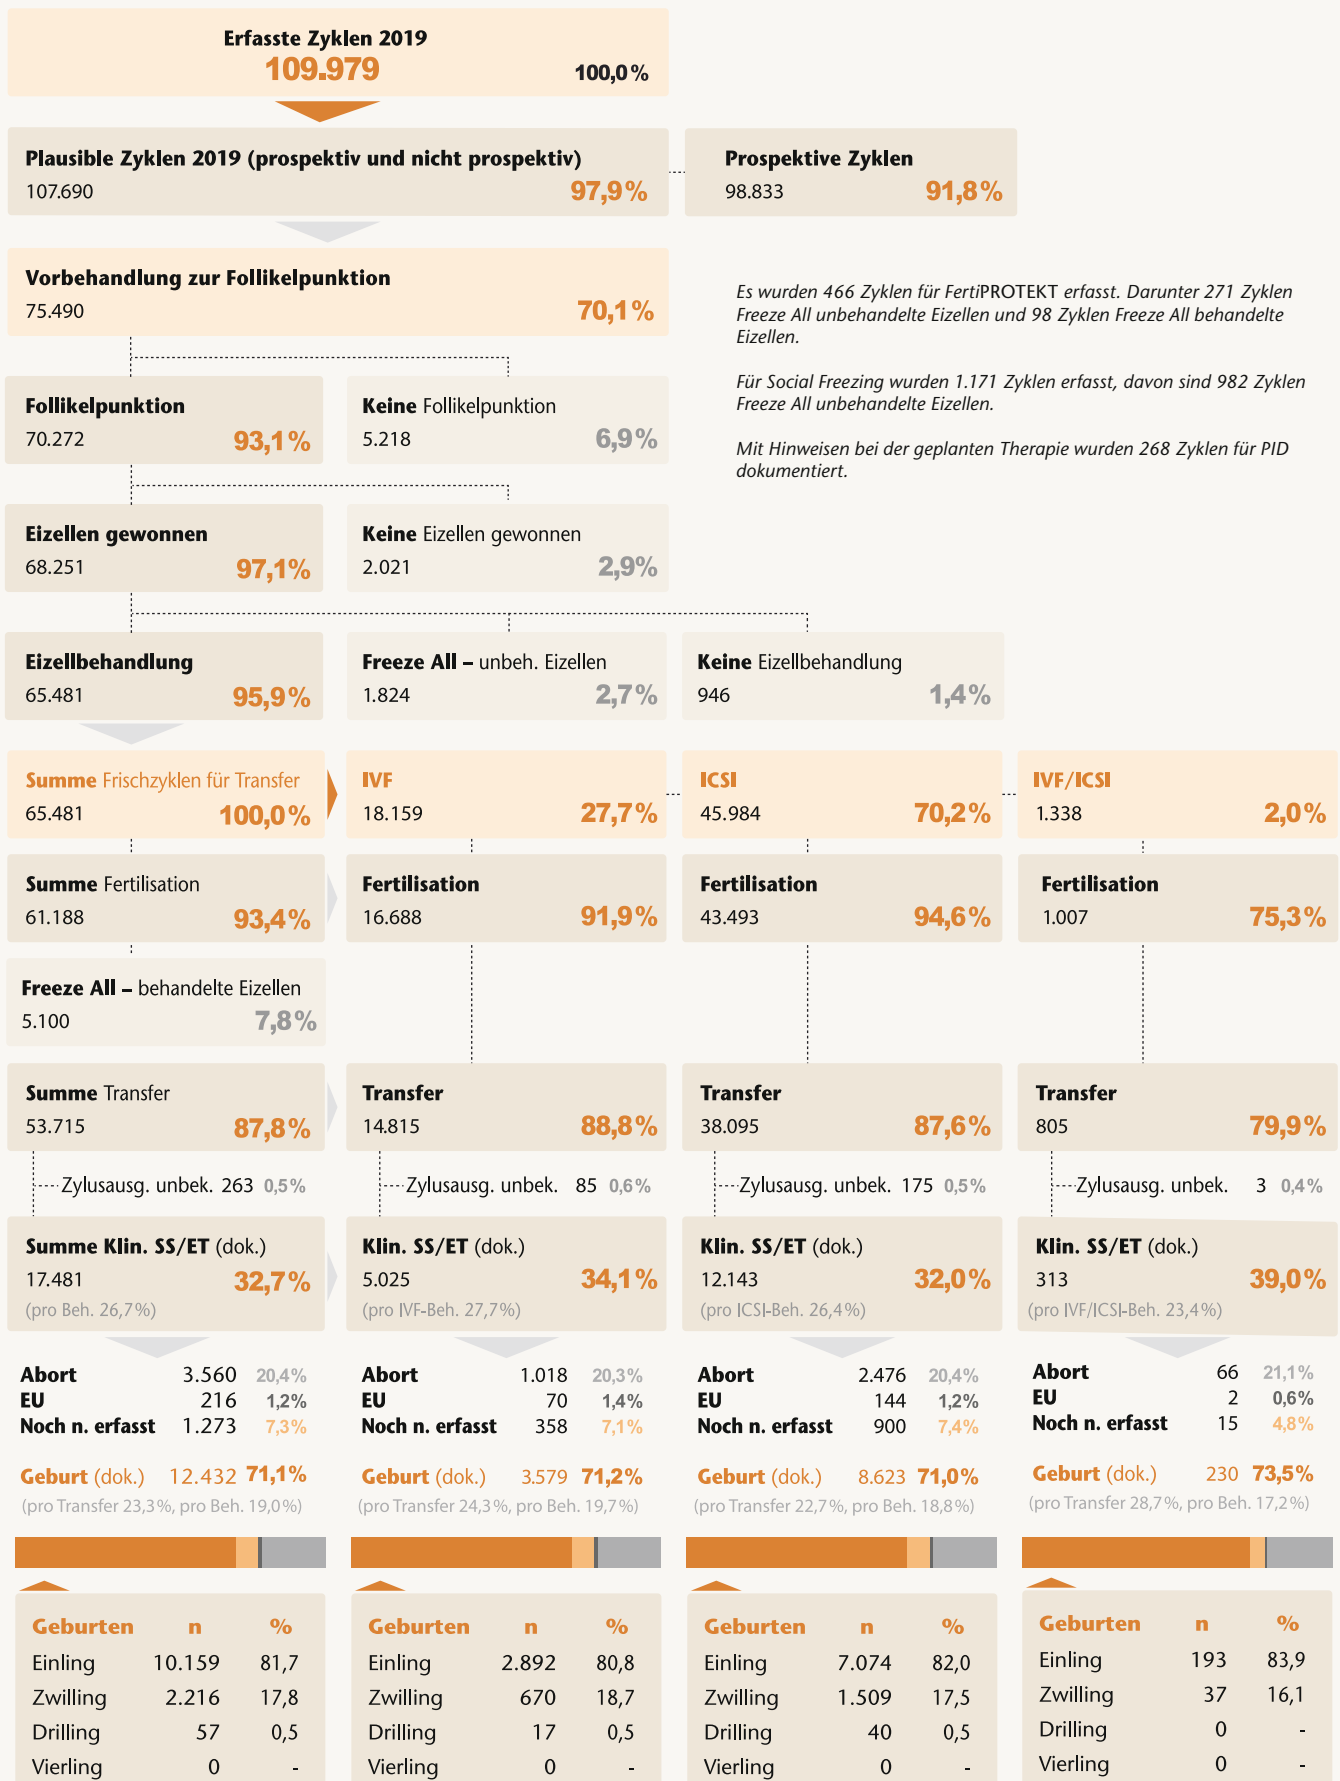 Erfasste Zyklen 2019
109.979 100,0 %
Plausible Zyklen 2019 (prospektiv und nicht prospektiv)
107.690 97,9 %
Prospektive Zyklen
98.833 91,8 %
Vorbehandlung zur Follikelpunktion
75.490 70,1 %
Es wurden 466 Zyklen für FertiPROTEKT erfasst. Darunter 271 Zyklen
Freeze All unbehandelte Eizellen und 98 Zyklen Freeze All behandelte
Eizellen.
Für Social Freezing wurden 1.171 Zyklen erfasst, davon sind 982 Zyklen
Freeze All unbehandelte Eizellen.
Mit Hinweisen bei der geplanten Therapie wurden 268 Zyklen für PID
dokumentiert.
Follikelpunktion
70.272 93,1 %
Keine Follikelpunktion
5.218 6,9 %
Eizellen gewonnen
68.251 97,1 %
Keine Eizellen gewonnen
2.021 2,9 %
Eizellbehandlung
65.481 95,9 %
Freeze All – unbeh. Eizellen
1.824 2,7 %
Keine Eizellbehandlung
946 1,4 %
Summe Frischzyklen für Transfer
65.481 100,0 %
IVF
18.159 27,7 %
ICSI
45.984 70,2 %
IVF/ICSI
1.338 2,0 %
Summe Fertilisation
61.188 93,4 %
Fertilisation
16.688 91,9 %
Fertilisation
43.493 94,6 %
Fertilisation
1.007 75,3 %
Freeze All – behandelte Eizellen
5.100 7,8 %
Summe Transfer
53.715 87,8 %
Transfer
14.815 88,8 %
Transfer
38.095 87,6 %
Transfer
805 79,9 %
Zylusausg. unbek. 263 0,5 %
Zylusausg. unbek. 85 0,6 %
Zylusausg. unbek. 175 0,5 %
Zylusausg. unbek. 3 0,4 %
Summe Klin. SS/ET (dok.)
17.481 32,7 %
(pro Beh. 26,7 %)
Klin. SS/ET (dok.)
5.025 34,1 %
(pro IVF-Beh. 27,7 %)
Klin. SS/ET (dok.)
12.143 32,0 %
(pro ICSI-Beh. 26,4 %)
Klin. SS/ET (dok.)
313 39,0 %
(pro IVF/ICSI-Beh. 23,4 %)
Abort 3.560 20,4 %
EU 216 1,2 %
Noch n. erfasst 1.273 7,3 %
Geburt (dok.) 12.432 71,1 %
(pro Transfer 23,3 %, pro Beh. 19,0 %)
Abort 1.018 20,3 %
EU 70 1,4 %
Noch n. erfasst 358 7,1 %
Geburt (dok.) 3.579 71,2 %
(pro Transfer 24,3 %, pro Beh. 19,7 %)
Abort 2.476 20,4 %
EU 144 1,2 %
Noch n. erfasst 900 7,4 %
Geburt (dok.) 8.623 71,0 %
(pro Transfer 22,7 %, pro Beh. 18,8 %)
Abort 66 21,1 %
EU 2 0,6 %
Noch n. erfasst 15 4,8 %
Geburt (dok.) 230 73,5 %
(pro Transfer 28,7 %, pro Beh. 17,2 %)
Geburten n %
Einling 10.159 81,7
Zwilling 2.216 17,8
Drilling 57 0,5
Vierling 0 -
Geburten n %
Einling 2.892 80,8
Zwilling 670 18,7
Drilling 17 0,5
Vierling 0 -
Geburten n %
Einling 7.074 82,0
Zwilling 1.509 17,5
Drilling 40 0,5
Vierling 0 -
Geburten n %
Einling 193 83,9
Zwilling 37 16,1
Drilling 0 -
Vierling 0 -